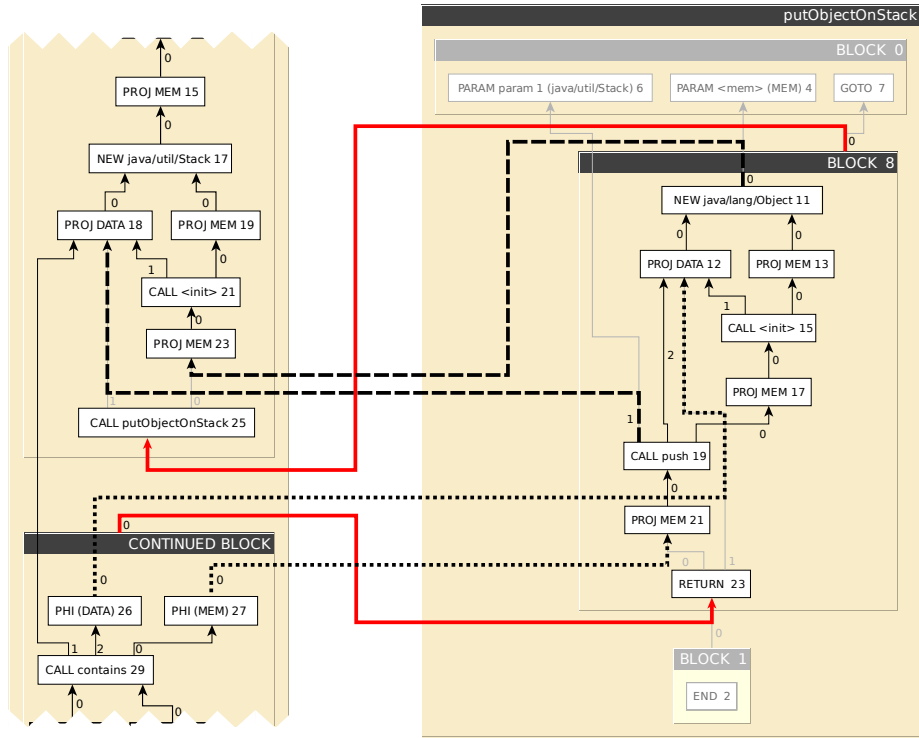 putObjectOnStack
BLOCK 0
PARAM param 1 (java/util/Stack) 6
PARAM <mem> (MEM) 4
GOTO 7
0
BLOCK 8
0
NEW java/lang/Object 11
0
0
PROJ DATA 12
PROJ MEM 13
1
0
CALL <init> 15
2
0
PROJ MEM 17
1
0
CALL push 19
0
PROJ MEM 21
0
1
RETURN 23
0
BLOCK 1
END 2
0
PROJ MEM 15
0
NEW java/util/Stack 17
0
0
PROJ DATA 18
PROJ MEM 19
1
0
CALL <init> 21
0
PROJ MEM 23
1
0
CALL putObjectOnStack 25
0
CONTINUED BLOCK
0
0
PHI (DATA) 26
PHI (MEM) 27
1
2
0
CALL contains 29
0
0